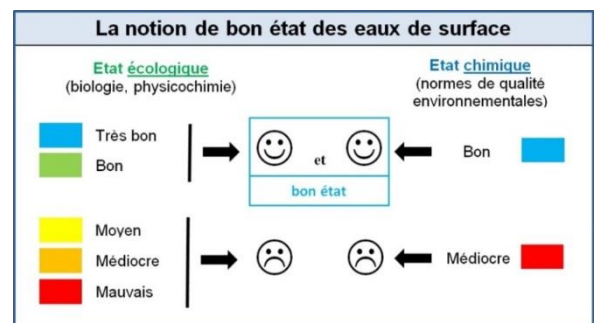 La notion de bon état des eaux de surface
Etat écologique
(biologie, physicochimie)
Etat chimique
(normes de qualité
environnementales)
Très bon
Bon
et
bon état
Bon
Moyen
Médiocre
Mauvais
Médiocre